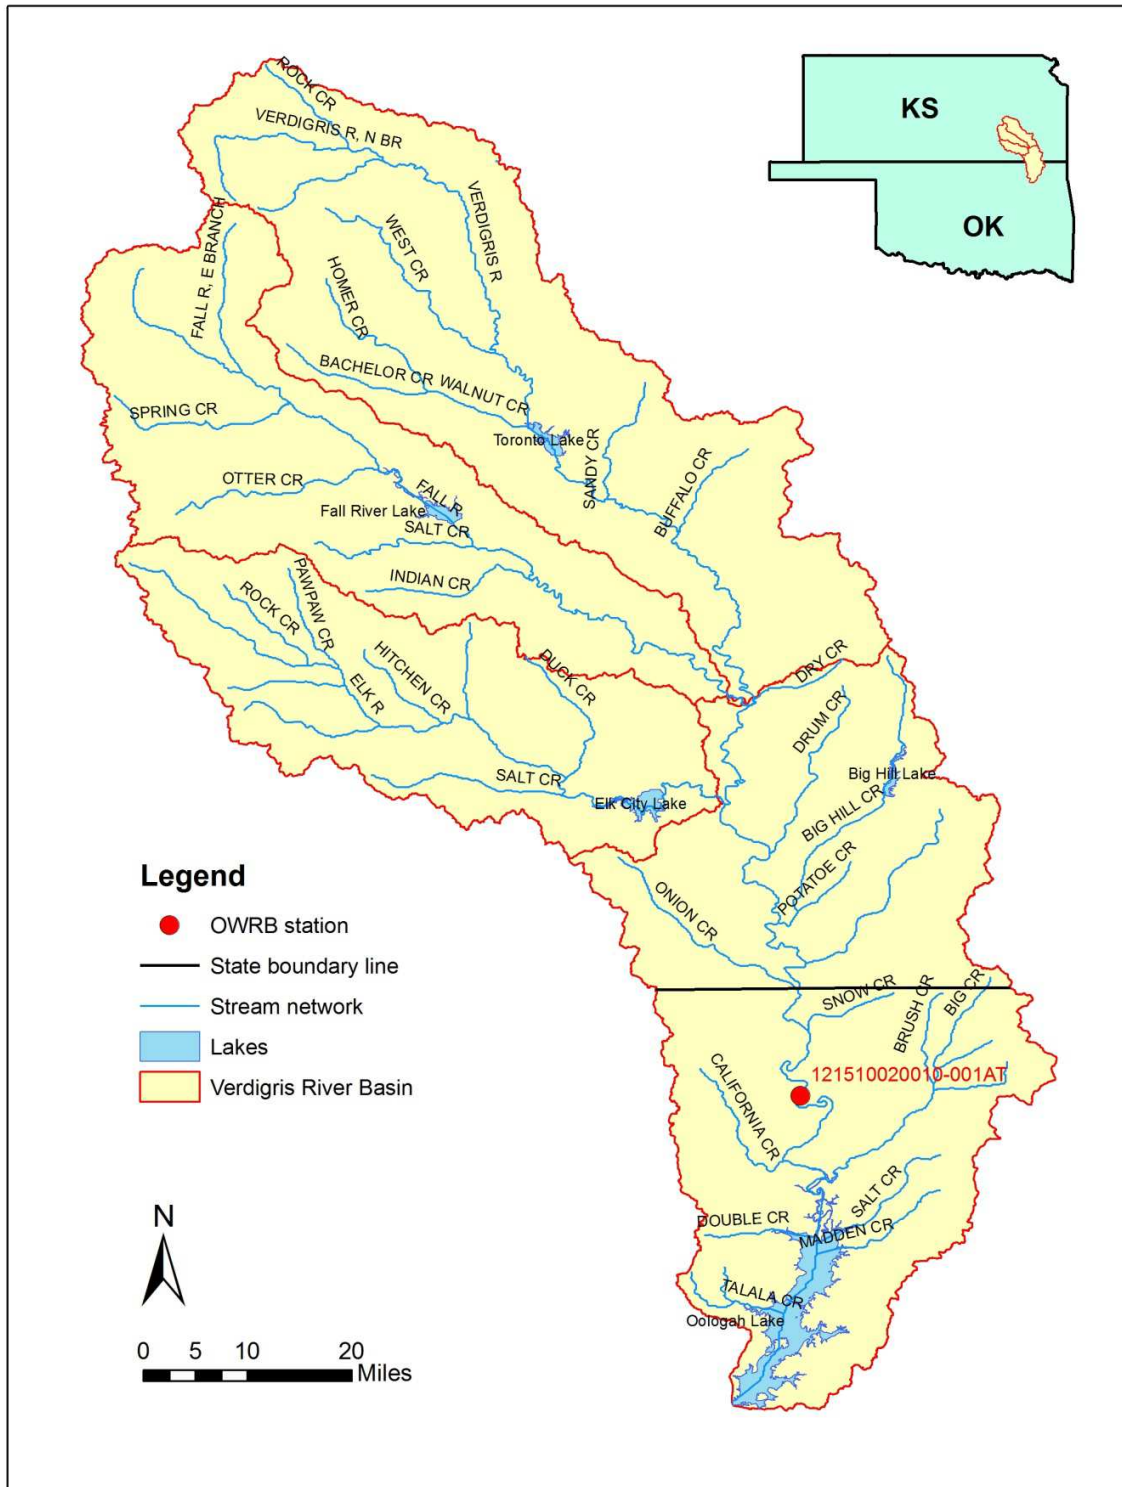 ROCK CR
VERDIGRIS R, N BR
KS
OK
FALL R, E BRANCH
WEST CR
VERDIGRIS R
HOMER CR
BACHELOR CR
WALNUT CR
SPRING CR
Toronto Lake
SANDY CR
BUFFALO CR
OTTER CR
FALL R
Fall River Lake
SALT CR
INDIAN CR
PAWPAW CR
ROCK CR
HITCHEN CR
DUCK CR
ELK R
DRY CR
DRUM CR
SALT CR
Elk City Lake
Big Hill Lake
BIG HILL CR
POTATOE CR
ONION CR
Legend
OWRB station
State boundary line
Stream network
Lakes
Verdigris River Basin
SNOW CR
BRUSH CR
BIG CR
121510020010-001AT
CALIFORNIA CR
SALT CR
DOUBLE CR
MADDEN CR
TALALA CR
Oologah Lake
N
0 5 10 20
Miles